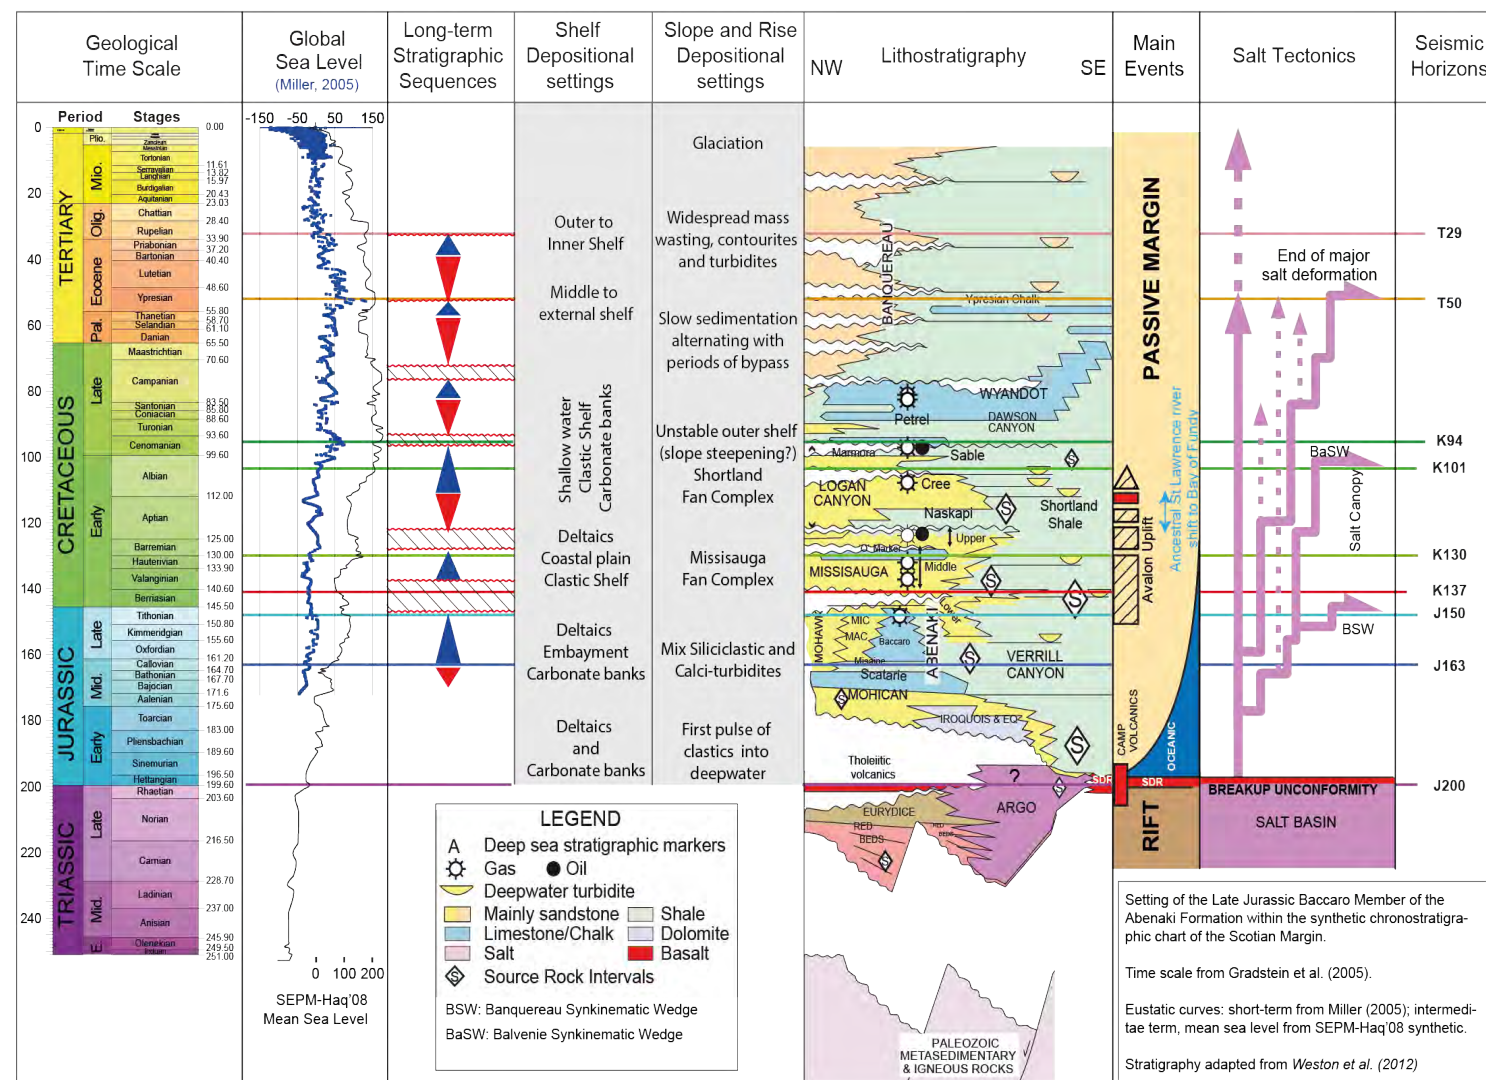 Geological
Time Scale
Global
Sea Level
(Miller, 2005)
Long-term
Stratigraphic
Sequences
Shelf
Depositional
settings
Slope and Rise
Depositional
settings
Lithostratigraphy
NW
SE
Main
Events
Salt Tectonics
Seismic
Horizons
Period
Stages
-150
-50
50
150
0
20
40
60
80
100
120
140
160
180
200
220
240
TERTIARY
CRETACEOUS
JURASSIC
TRIASSIC
Plio.
Mio.
Olig.
Eocene
Pal.
Late
Early
Late
Mid.
Early
Late
Mid.
E.
Zanclean
Messinian
Tortonian
Serravalian
Langhian
Burdigalian
Aquitanian
Chattian
Rupelian
Priabonian
Bartonian
Lutetian
Ypresian
Thanetian
Selandian
Danian
Maastrichtian
Campanian
Santonian
Coniacian
Turonian
Cenomanian
Albian
Aptian
Barremian
Hauterivian
Valanginian
Berriasian
Tithonian
Kimmeridgian
Oxfordian
Callovian
Bathonian
Bajocian
Aalenian
Toarcian
Pliensbachian
Sinemurian
Hettangian
Rhaetian
Norian
Carnian
Ladinian
Anisian
Olenekian
0.00
11.61
13.82
15.97
20.43
23.03
28.40
33.90
37.20
40.40
48.60
55.80
58.70
61.10
65.50
70.60
83.50
85.80
88.60
93.60
99.60
112.00
125.00
130.00
133.90
140.60
145.50
150.80
155.60
161.20
164.70
167.70
171.6
175.60
183.00
189.60
196.50
199.60
203.60
216.50
228.70
237.00
245.90
249.50
251.00
0
100
200
SEPM-Haq'08
Mean Sea Level
Outer to
Inner Shelf
Middle to
external shelf
Shallow water
Clastic Shelf
Carbonate banks
Deltaics
Coastal plain
Clastic Shelf
Deltaics
Embayment
Carbonate banks
Deltaics
and
Carbonate banks
Glaciation
Widespread mass
wasting, contourites
and turbidites
Slow sedimentation
alternating with
periods of bypass
Unstable outer shelf
(slope steepening?)
Shortland
Fan Complex
Missisauga
Fan Complex
Mix Siliciclastic and
Calci-turbidites
First pulse of
clastics into
deepwater
BANQUEREAU
Ypresian Chalk
WYANDOT
Petrel
DAWSON
CANYON
Marmora
Sable
LOGAN
CANYON
Cree
Naskapi
Shortland
Shale
Upper
O Marker
Middle
MISSISAUGA
Lower
MOHAWK
MIC
MAC
Baccaro
ABENAKI
Misaine
Scatarie
VERRILL
CANYON
MOHICAN
IROQUOIS & EQ
Tholeiitic
volcanics
?
SDR
EURYDICE
ARGO
RED
BEDS
RED
BEDS
PALEOZOIC
METASEDIMENTARY
& IGNEOUS ROCKS
PASSIVE MARGIN
Ancestral St Lawrence river
shift to Bay of Fundy
Avalon Uplift
CAMP
VOLCANICS
OCEANIC
SDR
RIFT
End of major
salt deformation
BaSW
Salt Canopy
BSW
BREAKUP UNCONFORMITY
SALT BASIN
T29
T50
K94
K101
K130
K137
J150
J163
J200
LEGEND
A Deep sea stratigraphic markers
Gas Oil
Deepwater turbidite
Mainly sandstone Shale
Limestone/Chalk Dolomite
Salt Basalt
S Source Rock Intervals
BSW: Banquereau Synkinematic Wedge
BaSW: Balvenie Synkinematic Wedge
Setting of the Late Jurassic Baccaro Member of the
Abenaki Formation within the synthetic chronostratigra-
phic chart of the Scotian Margin.
Time scale from Gradstein et al. (2005).
Eustatic curves: short-term from Miller (2005); intermedi-
tae term, mean sea level from SEPM-Haq'08 synthetic.
Stratigraphy adapted from Weston et al. (2012)